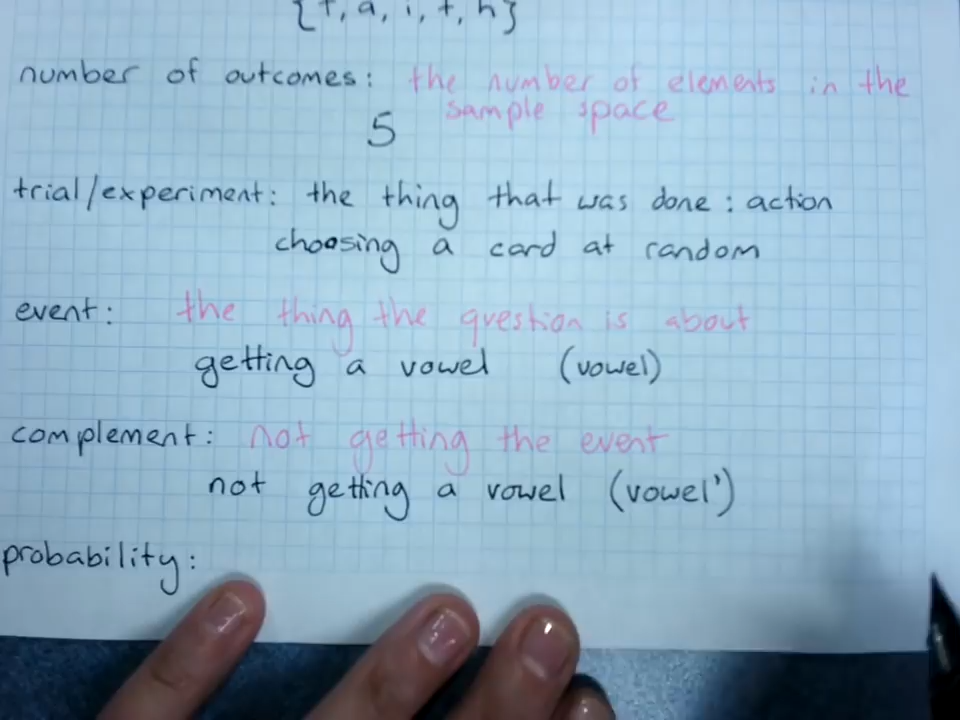 {f, a, i, t, h}
number of outcomes: the number of elements in the
sample space
5
trial/experiment: the thing that was done: action
choosing a card at random
event: the thing the question is about
getting a vowel (vowel)
complement: not getting the event
not getting a vowel (vowel')
probability: